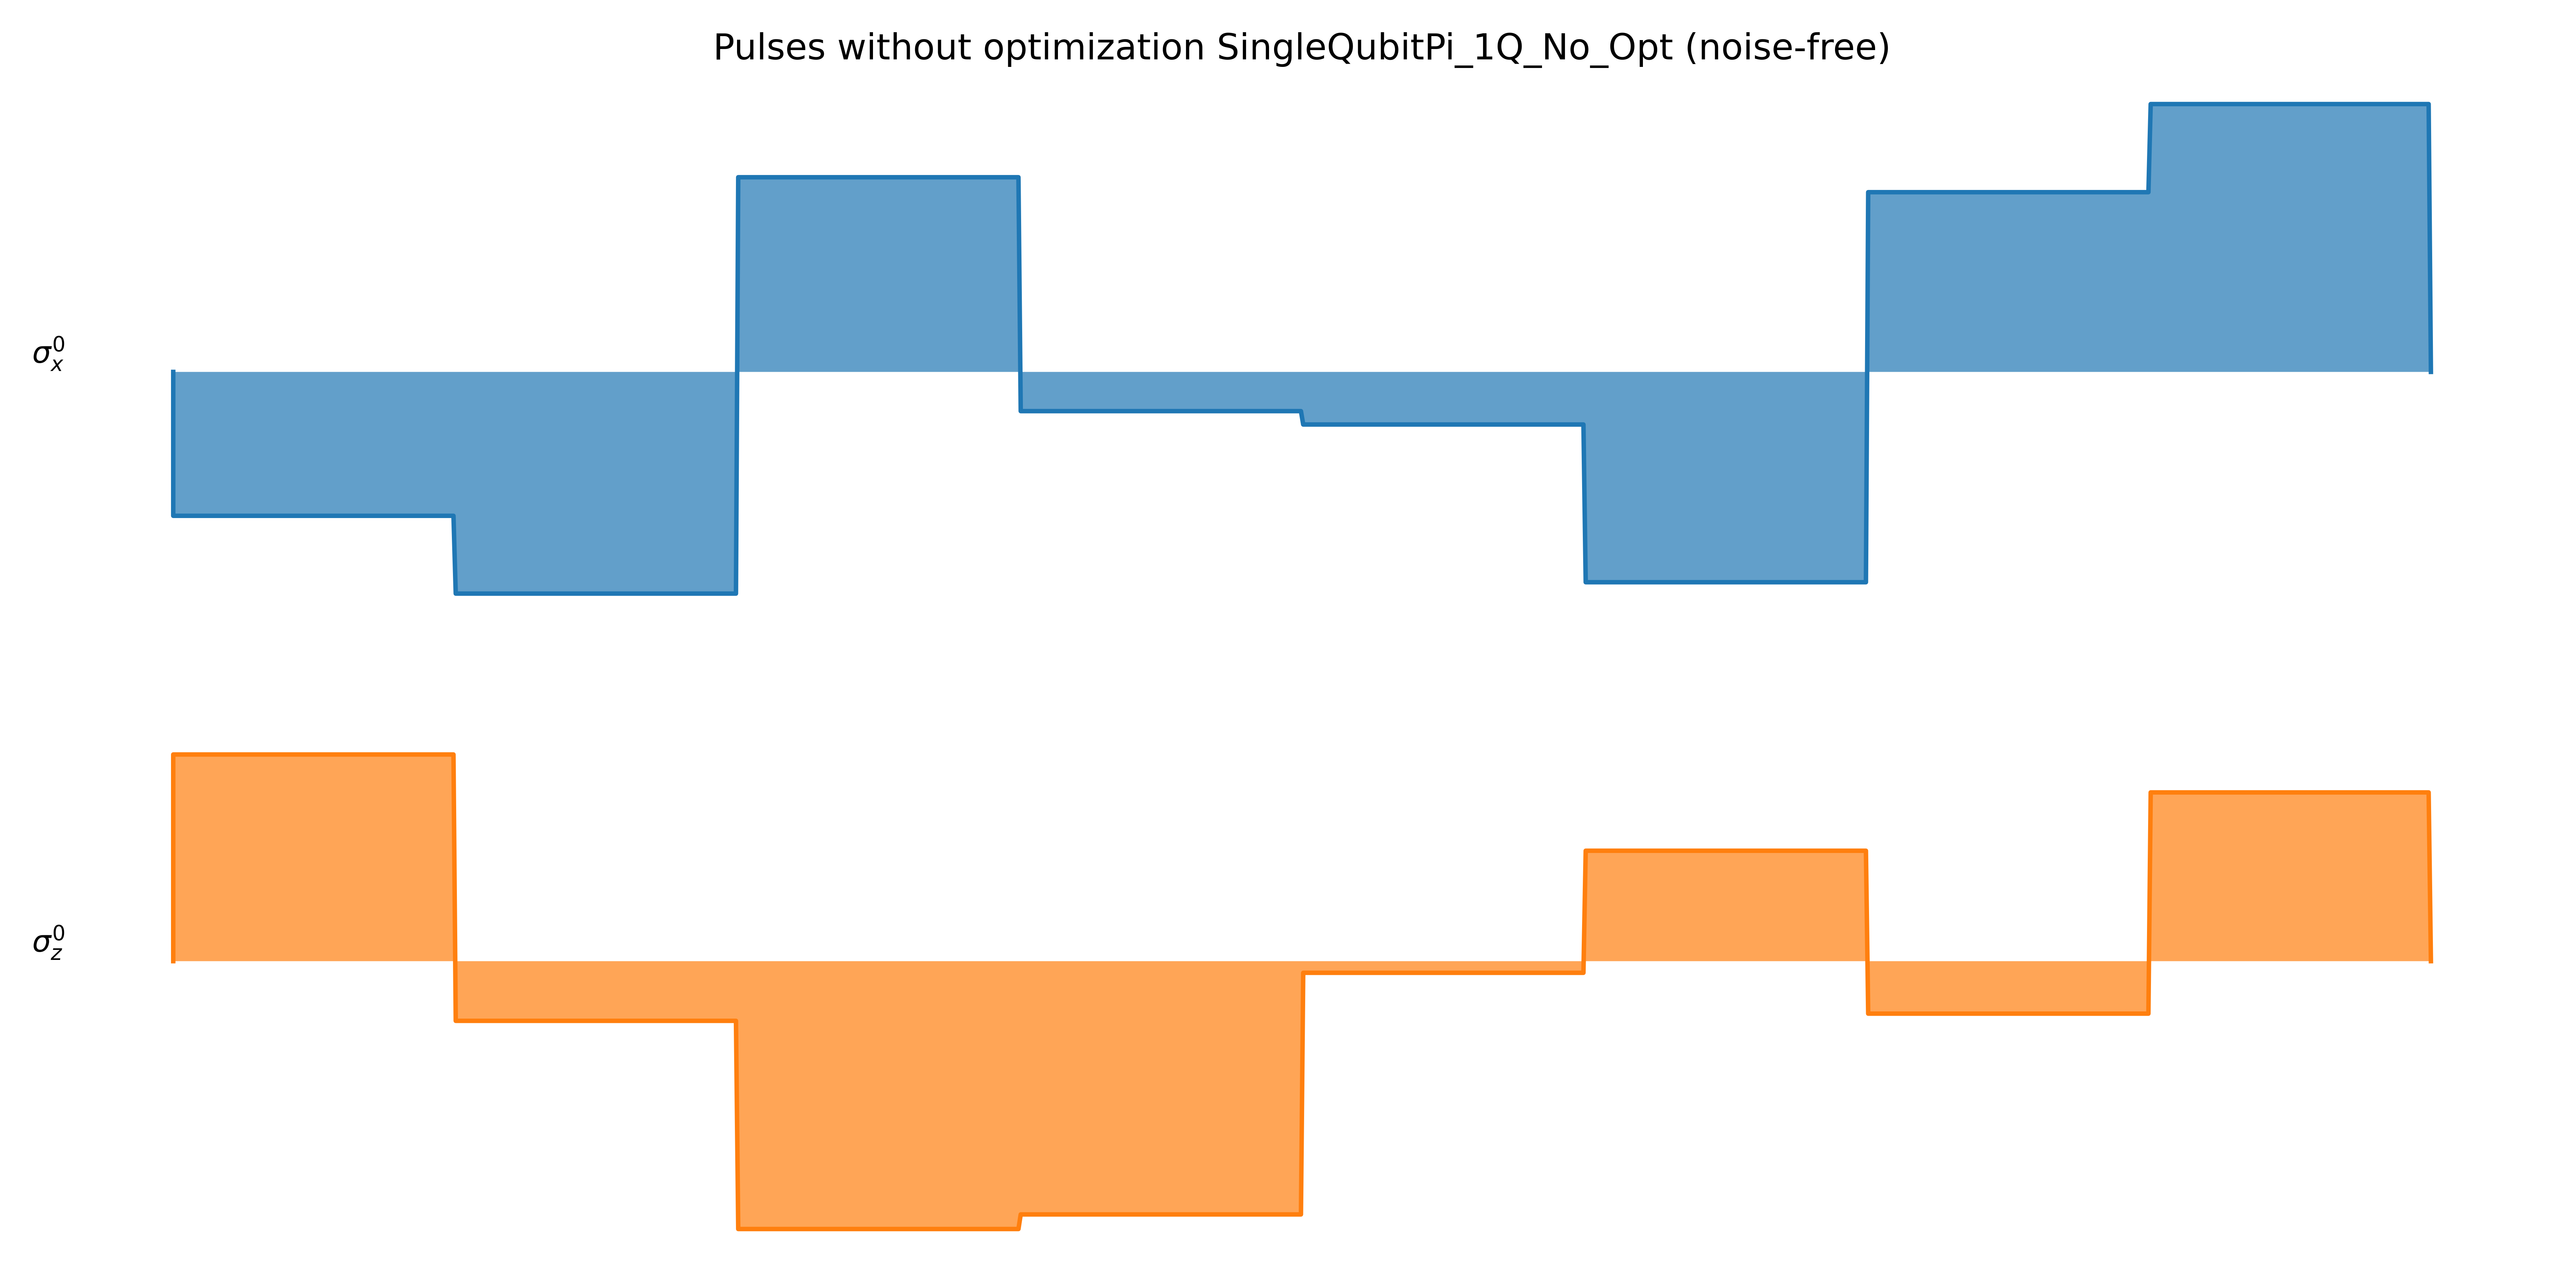 Pulses without optimization SingleQubitPi_1Q_No_Opt (noise-free)
σ_x^0
σ_z^0